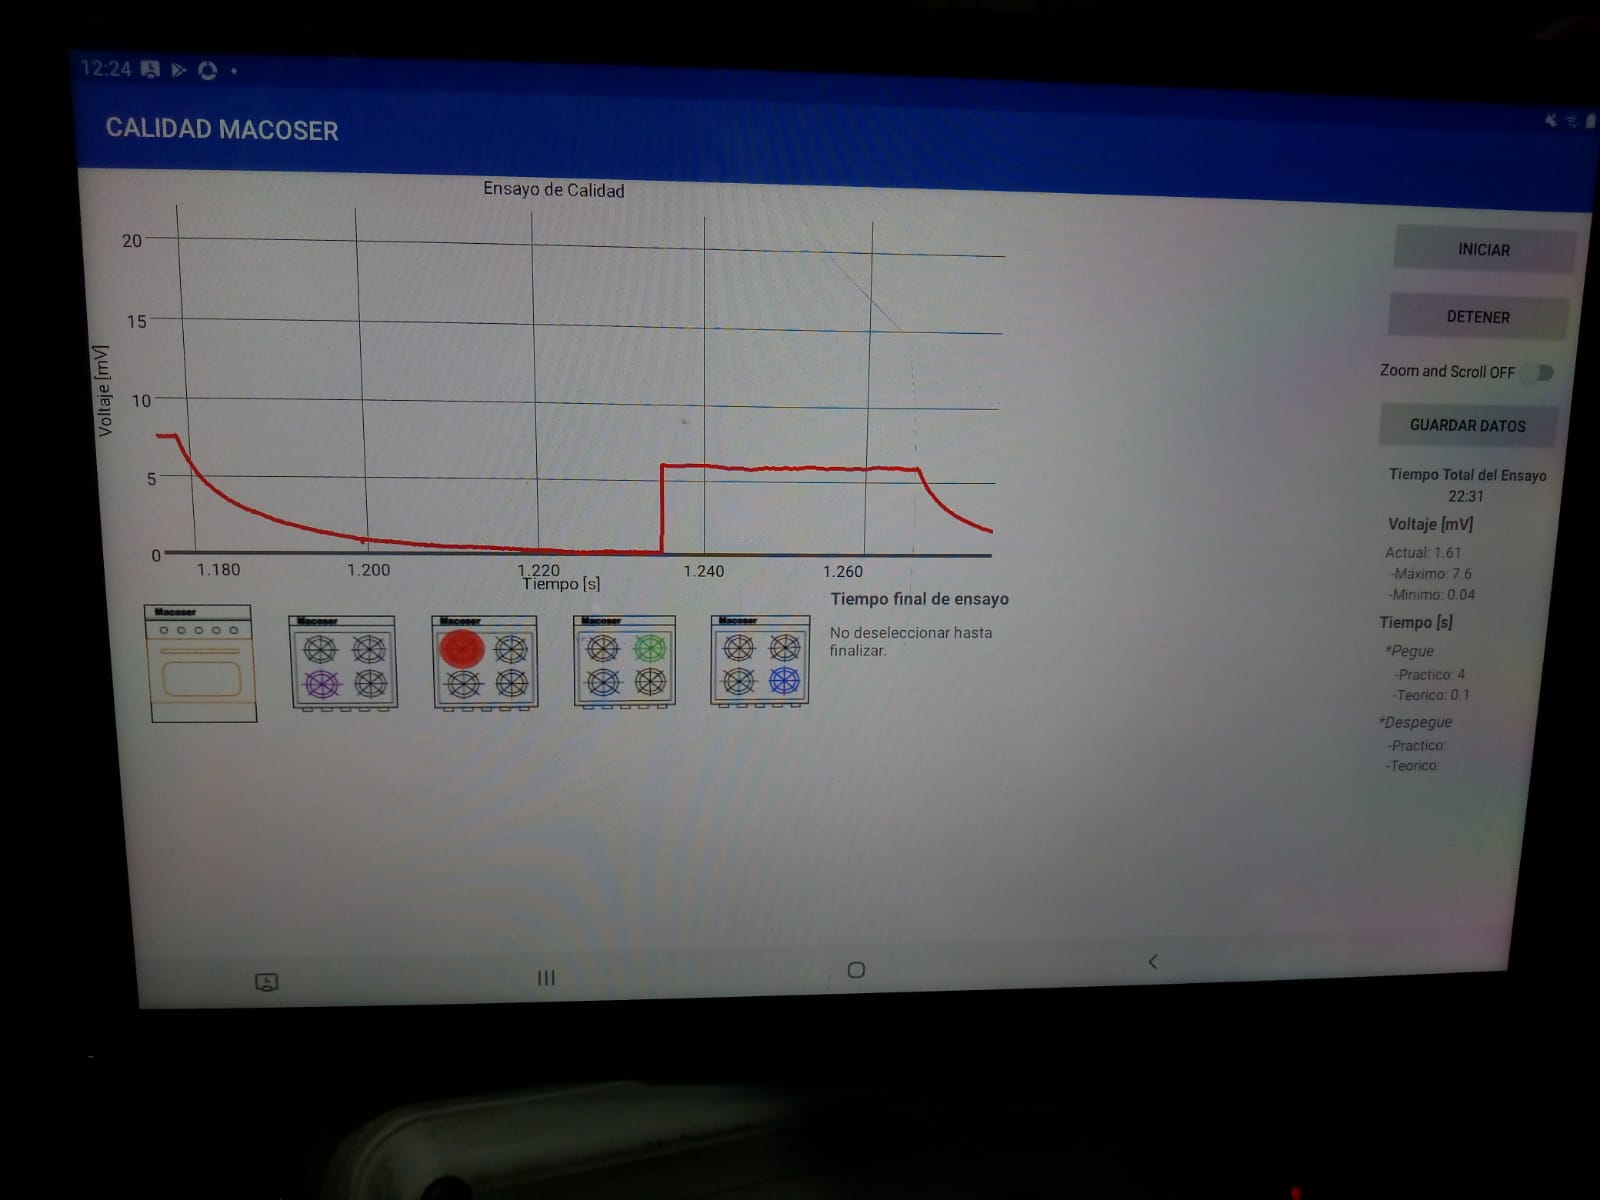 12:24
CALIDAD MACOSER
Ensayo de Calidad
20
15
10
5
0
Voltaje [mV]
1.180 1.200 1.220 1.240 1.260
Tiempo [s]
Macoser
Macoser
Macoser
Macoser
Macoser
Tiempo final de ensayo
No deseleccionar hasta
finalizar.
INICIAR
DETENER
Zoom and Scroll OFF
GUARDAR DATOS
Tiempo Total del Ensayo
22:31
Voltaje [mV]
Actual: 1.61
-Máximo: 7.6
-Minimo: 0.04
Tiempo [s]
*Pegue
-Practico: 4
-Teorico: 0.1
*Despegue
-Practico:
-Teorico: